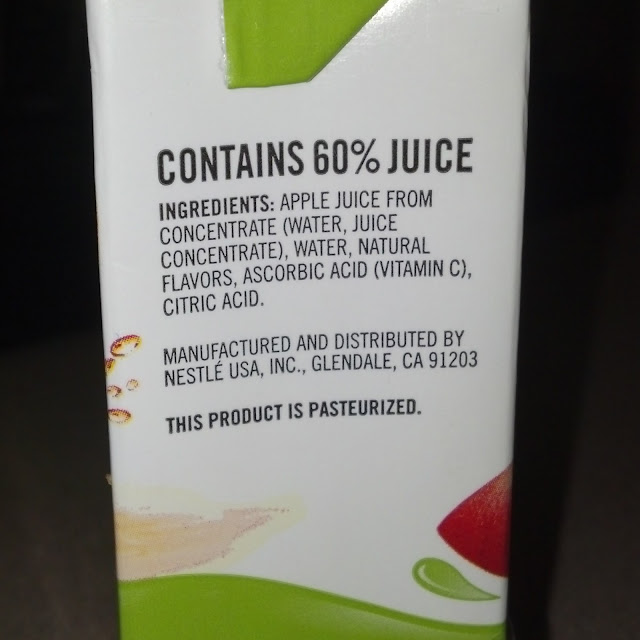 CONTAINS 60% JUICE
INGREDIENTS: APPLE JUICE FROM
CONCENTRATE (WATER, JUICE
CONCENTRATE), WATER, NATURAL
FLAVORS, ASCORBIC ACID (VITAMIN C),
CITRIC ACID.
MANUFACTURED AND DISTRIBUTED BY
NESTLÉ USA, INC., GLENDALE, CA 91203
THIS PRODUCT IS PASTEURIZED.